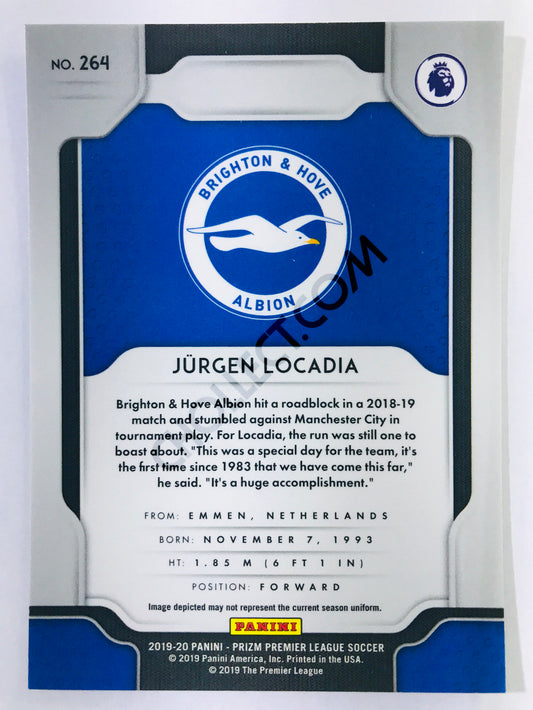 NO. 264
BRIGHTON & HOVE
ALBION
JÜRGEN LOCADIA
Brighton & Hove Albion hit a roadblock in a 2018-19
match and stumbled against Manchester City in
tournament play. For Locadia, the run was still one to
boast about. "This was a special day for the team, it's
the first time since 1983 that we have come this far,"
he said. "It's a huge accomplishment."
FROM: EMMEN, NETHERLANDS
BORN: NOVEMBER 7, 1993
HT: 1.85 M (6 FT 1 IN)
POSITION: FORWARD
Image depicted may not represent the current season uniform.
PANINI
2019-20 PANINI - PRIZM PREMIER LEAGUE SOCCER
© 2019 Panini America, Inc. Printed in the USA.
© 2019 The Premier League